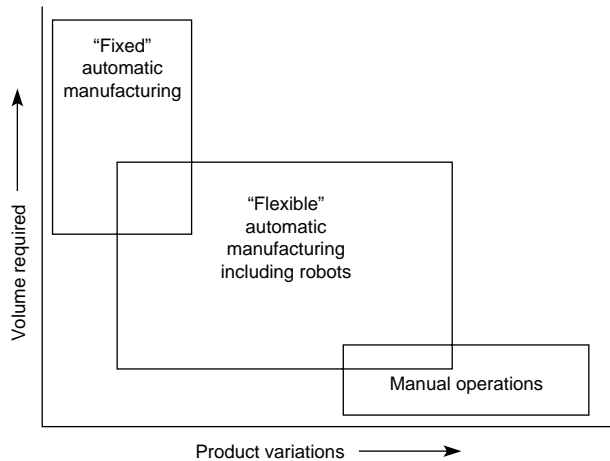 “Fixed”
automatic
manufacturing
“Flexible”
automatic
manufacturing
including robots
Manual operations
Volume required
Product variations